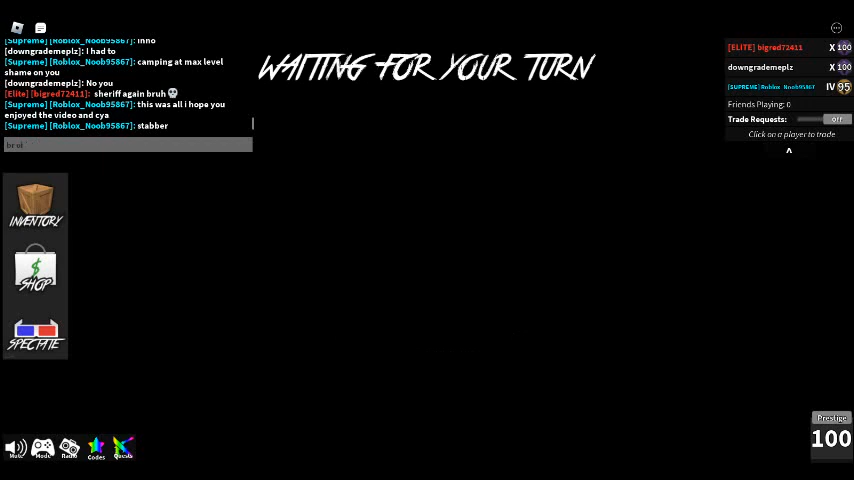 [Supreme] [Roblox_Noob95867]: inno
[downgrademeplz]: I had to
[Supreme] [Roblox_Noob95867]: camping at max level
shame on you
[downgrademeplz]: No you
[Elite] [bigred72411]: sheriff again bruh 💀
[Supreme] [Roblox_Noob95867]: this was all i hope you
enjoyed the video and cya
[Supreme] [Roblox_Noob95867]: stabber
WAITING FOR YOUR TURN
[ELITE] bigred72411 X 100
downgrademeplz X 100
[SUPREME] Roblox_Noob95867 IV 95
Friends Playing: 0
Trade Requests: OFF
Click on a player to trade
^
INVENTORY
$
SHOP
SPECTATE
Mute Mode Radio Codes Quests
Prestige
100